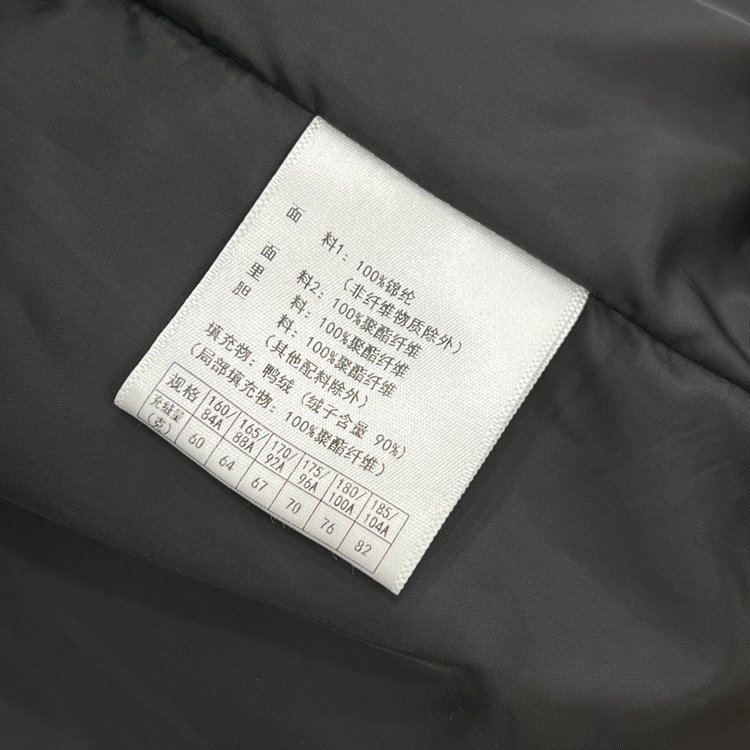 面 料1: 100%锦纶
(非纤维物质除外)
面 料2: 100%聚酯纤维
里 料: 100%聚酯纤维
胆 料: 100%聚酯纤维
(其他配料除外)
填充物: 鸭绒 (绒子含量 90%)
(局部填充物: 100%聚酯纤维)
规格 160/84A 165/88A 170/92A 175/96A 180/100A 185/104A
充绒量(克) 60 64 67 70 76 82